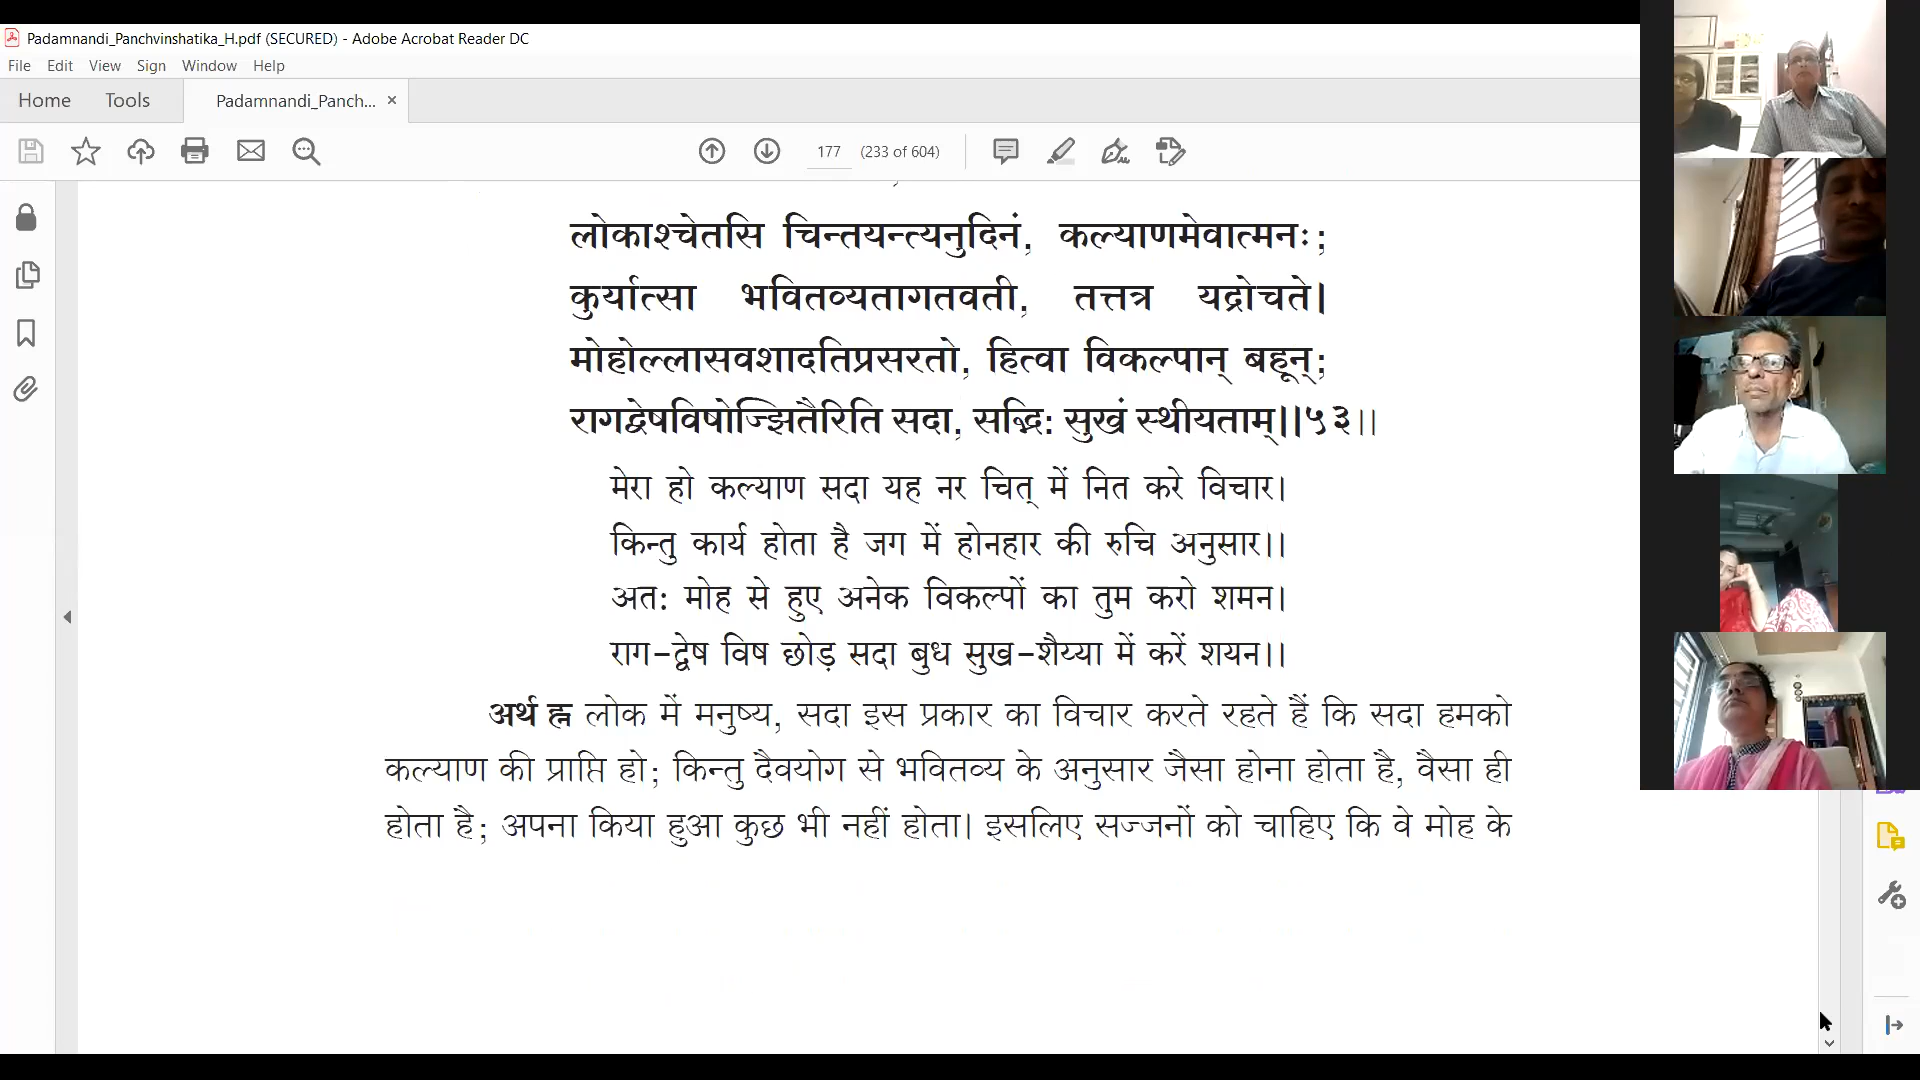 Padamnandi_Panchvinshatika_H.pdf (SECURED) - Adobe Acrobat Reader DC
File Edit View Sign Window Help
Home Tools Padamnandi_Panch... ×
177 (233 of 604)
लोकाश्चेतसि चिन्तयन्त्यनुदिनं, कल्याणमेवात्मनः;
कुर्यात्सा भवितव्यतागतवती, तत्तत्र यद्रोचते।
मोहोल्लासवशादतिप्रसरतो, हित्वा विकल्पान् बहून्;
रागद्वेषविषोज्झितैरिति सदा, सद्भिः सुखं स्थीयताम्।।५३।।
मेरा हो कल्याण सदा यह नर चित् में नित करे विचार।
किन्तु कार्य होता है जग में होनहार की रुचि अनुसार।।
अतः मोह से हुए अनेक विकल्पों का तुम करो शमन।
राग-द्वेष विष छोड़ सदा बुध सुख-शैय्या में करें शयन।।
अर्थ ह्न लोक में मनुष्य, सदा इस प्रकार का विचार करते रहते हैं कि सदा हमको
कल्याण की प्राप्ति हो; किन्तु दैवयोग से भवितव्य के अनुसार जैसा होना होता है, वैसा ही
होता है; अपना किया हुआ कुछ भी नहीं होता। इसलिए सज्जनों को चाहिए कि वे मोह के